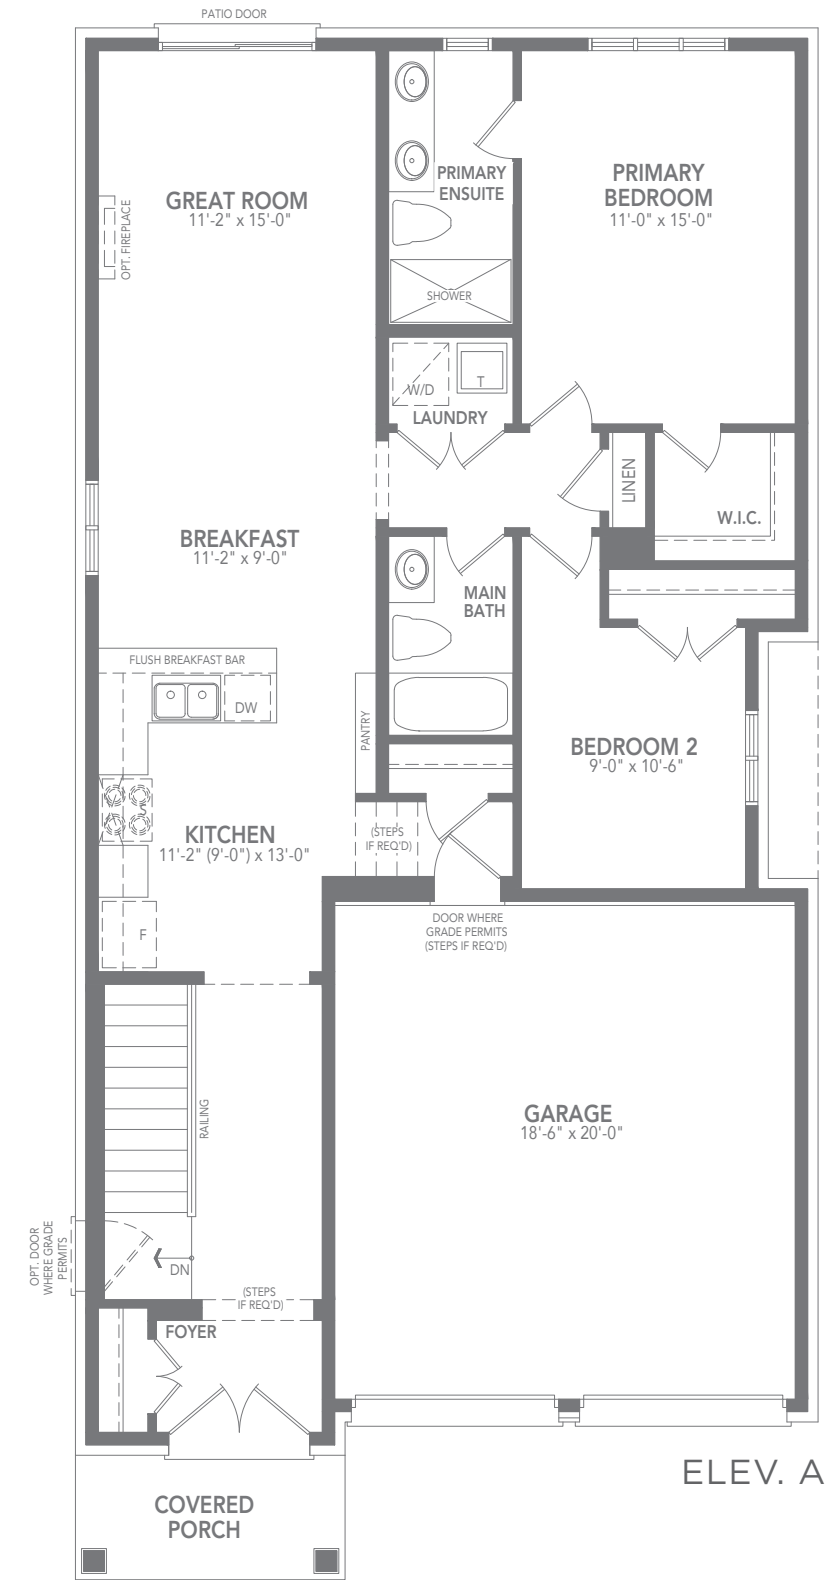 PATIO DOOR
GREAT ROOM
11'-2" x 15'-0"
OPT. FIREPLACE
PRIMARY
ENSUITE
SHOWER
PRIMARY
BEDROOM
11'-0" x 15'-0"
W/D
T
LAUNDRY
LINEN
W.I.C.
BREAKFAST
11'-2" x 9'-0"
MAIN
BATH
FLUSH BREAKFAST BAR
DW
PANTRY
BEDROOM 2
9'-0" x 10'-6"
S
KITCHEN
11'-2" (9'-0") x 13'-0"
(STEPS
IF REQ'D)
F
DOOR WHERE
GRADE PERMITS
(STEPS IF REQ'D)
RAILING
GARAGE
18'-6" x 20'-0"
OPT. DOOR
WHERE GRADE
PERMITS
DN
(STEPS
IF REQ'D)
FOYER
ELEV. A
COVERED
PORCH